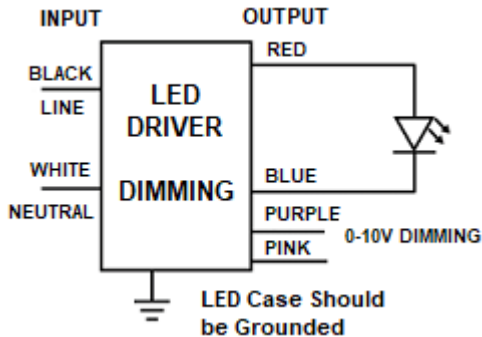 INPUT
OUTPUT
BLACK
LINE
WHITE
NEUTRAL
LED
DRIVER
DIMMING
RED
BLUE
PURPLE
PINK
0-10V DIMMING
LED Case Should
be Grounded